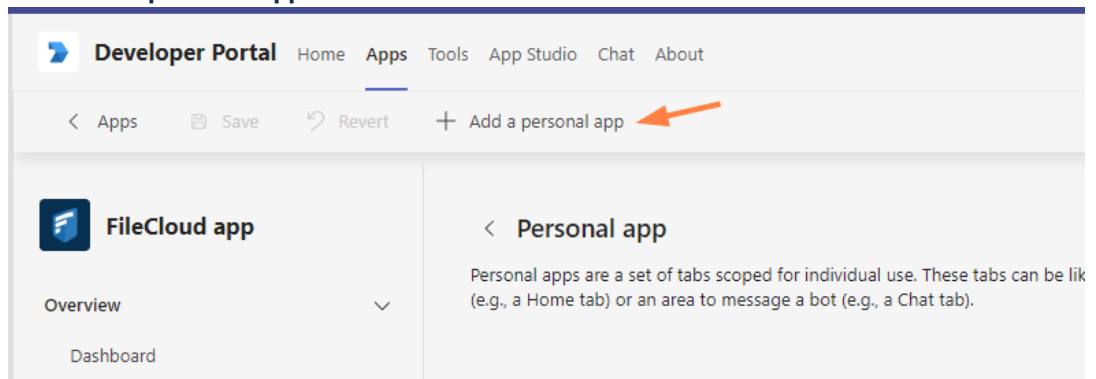 Developer Portal Home Apps Tools App Studio Chat About
Apps Save Revert Add a personal app
FileCloud app
Personal app
Personal apps are a set of tabs scoped for individual use. These tabs can be lik
(e.g., a Home tab) or an area to message a bot (e.g., a Chat tab).
Overview
Dashboard